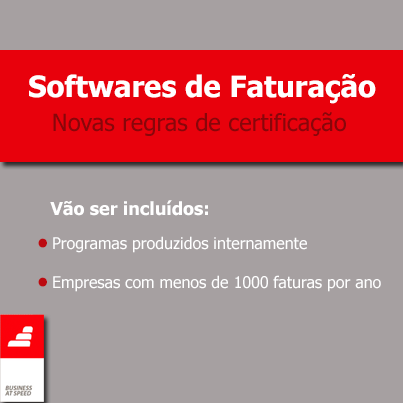 Softwares de Faturação
Novas regras de certificação
Vão ser incluídos:
Programas produzidos internamente
Empresas com menos de 1000 faturas por ano
BUSINESS
AT SPEED